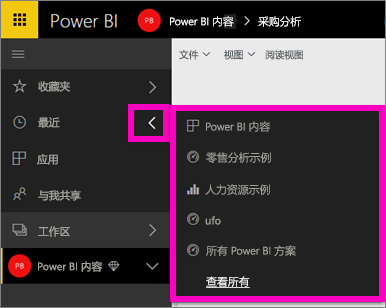 Power BI
PB
Power BI 内容 > 采购分析
文件
视图
阅读视图
收藏夹
最近
应用
与我共享
工作区
PB
Power BI 内容
Power BI 内容
零售分析示例
人力资源示例
ufo
所有 Power BI 方案
查看所有